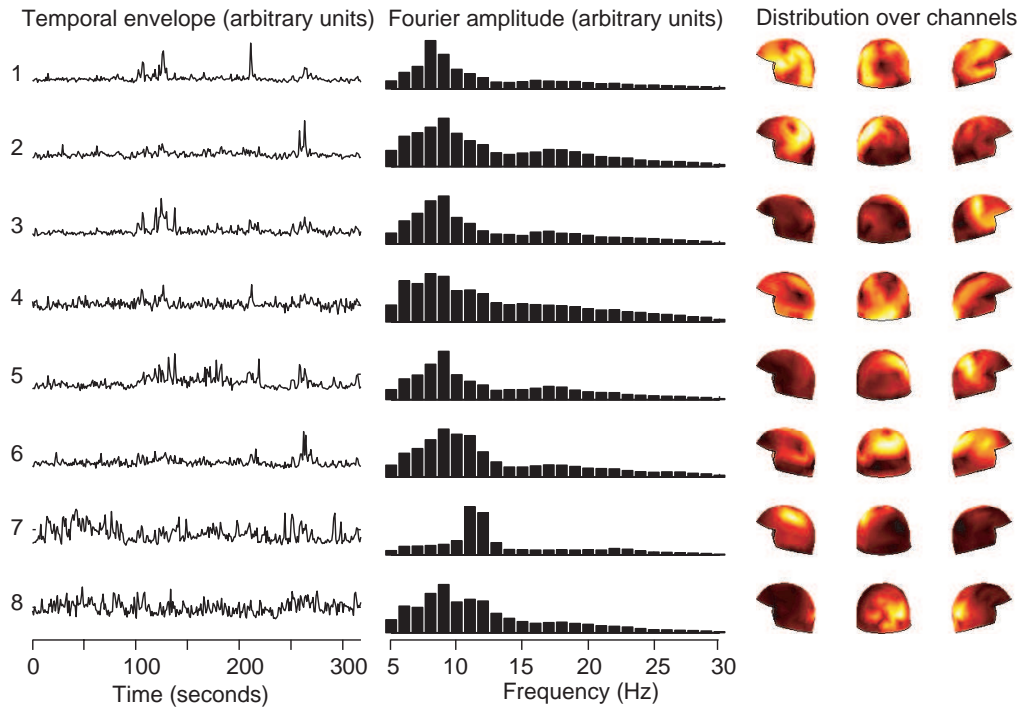 Temporal envelope (arbitrary units) Fourier amplitude (arbitrary units) Distribution over channels
1
2
3
4
5
6
7
8
0 100 200 300 5 10 15 20 25 30
Time (seconds) Frequency (Hz)